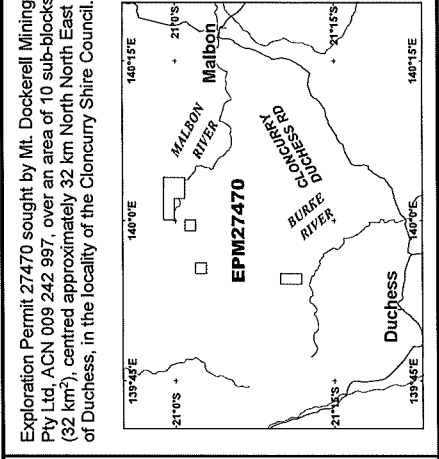 Exploration Permit 27470 sought by Mt. Dockerell Mining
Pty Ltd, ACN 009 242 997, over an area of 10 sub-blocks
(32 km²), centred approximately 32 km North North East
of Duchess, in the locality of the Cloncurry Shire Council.
139°45'E
140°0'E
140°15'E
21°0'S
21°0'S
MALBON
RIVER
Malbon
EPM27470
CLONCURRY
DUCHESS RD
BURKE
RIVER
21°15'S
21°15'S
Duchess
139°45'E
140°0'E
140°15'E